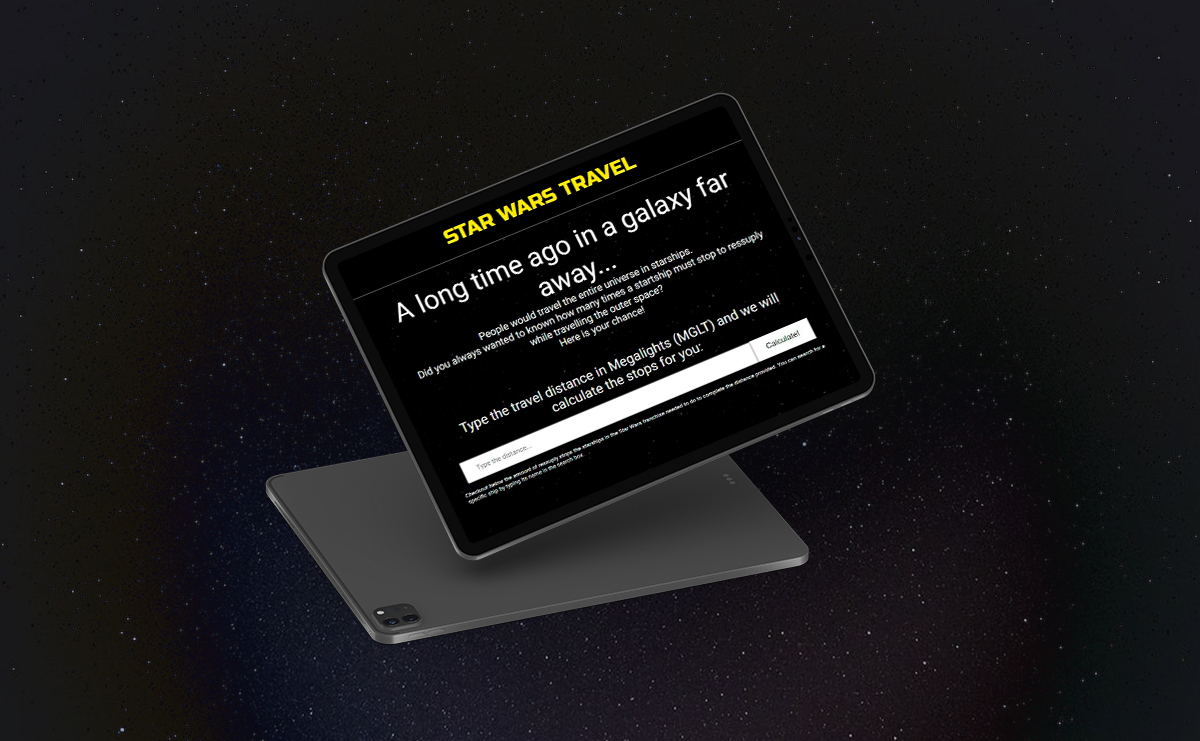 STAR WARS TRAVEL
A long time ago in a galaxy far
away...
People would travel the entire universe in starships.
Did you always wanted to known how many times a startship must stop to ressuply
while travelling the outer space?
Here is your chance!
Type the travel distance in Megalights (MGLT) and we will
calculate the stops for you:
Type the distance...
Calculate!
Checkout below the amount of ressuply stops the starships in the Star Wars franchise needed to do to complete the distance provided. You can search for a
specific ship by typing its name in the search box.